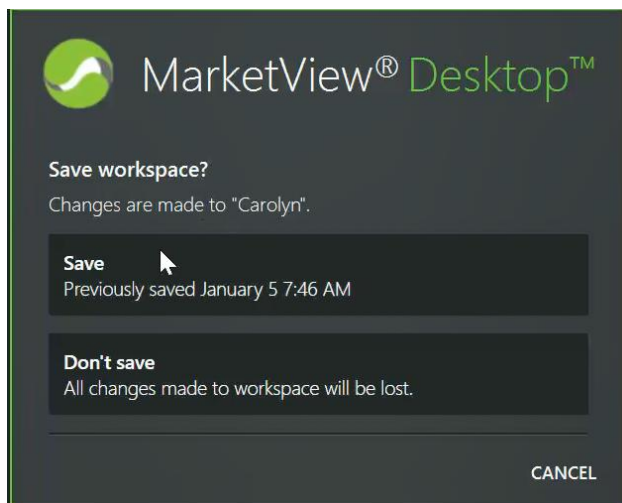 MarketView® Desktop™
Save workspace?
Changes are made to "Carolyn".
Save
Previously saved January 5 7:46 AM
Don't save
All changes made to workspace will be lost.
CANCEL